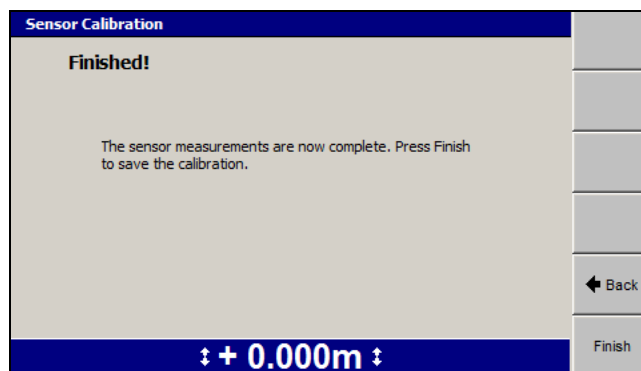 Sensor Calibration
Finished!
The sensor measurements are now complete. Press Finish
to save the calibration.
Back
Finish
+ 0.000m